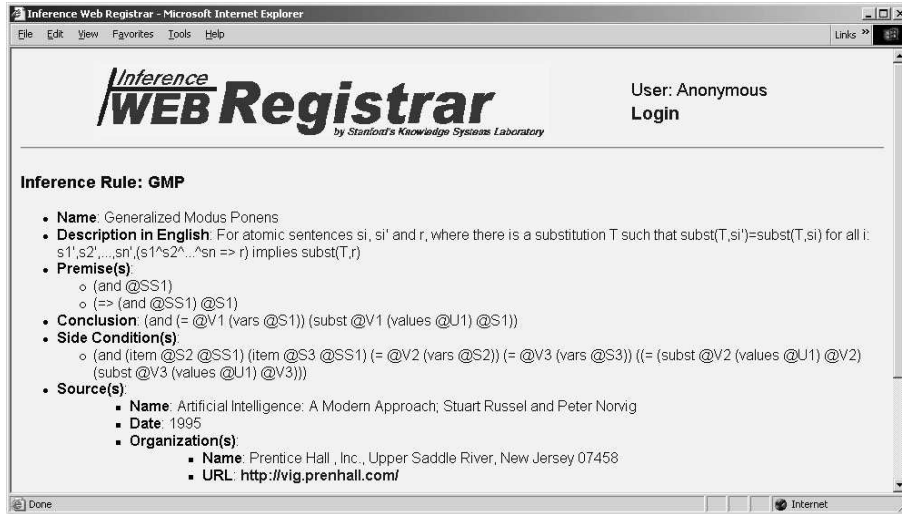 Inference Web Registrar - Microsoft Internet Explorer
File Edit View Favorites Tools Help Links »
Inference
WEB Registrar
by Stanford's Knowledge Systems Laboratory
User: Anonymous
Login
Inference Rule: GMP
• Name: Generalized Modus Ponens
• Description in English: For atomic sentences si, si' and r, where there is a substitution T such that subst(T,si')=subst(T,si) for all i:
s1',s2',...,sn',(s1^s2^...^sn => r) implies subst(T,r)
• Premise(s):
o (and @SS1)
o (=> (and @SS1) @S1)
• Conclusion: (and (= @V1 (vars @S1)) (subst @V1 (values @U1) @S1))
• Side Condition(s):
o (and (item @S2 @SS1) (item @S3 @SS1) (= @V2 (vars @S2)) (= @V3 (vars @S3)) ((= (subst @V2 (values @U1) @V2)
(subst @V3 (values @U1) @V3)))
• Source(s):
▪ Name: Artificial Intelligence: A Modern Approach; Stuart Russel and Peter Norvig
▪ Date: 1995
▪ Organization(s):
▪ Name: Prentice Hall , Inc., Upper Saddle River, New Jersey 07458
▪ URL: http://vig.prenhall.com/
Done Internet